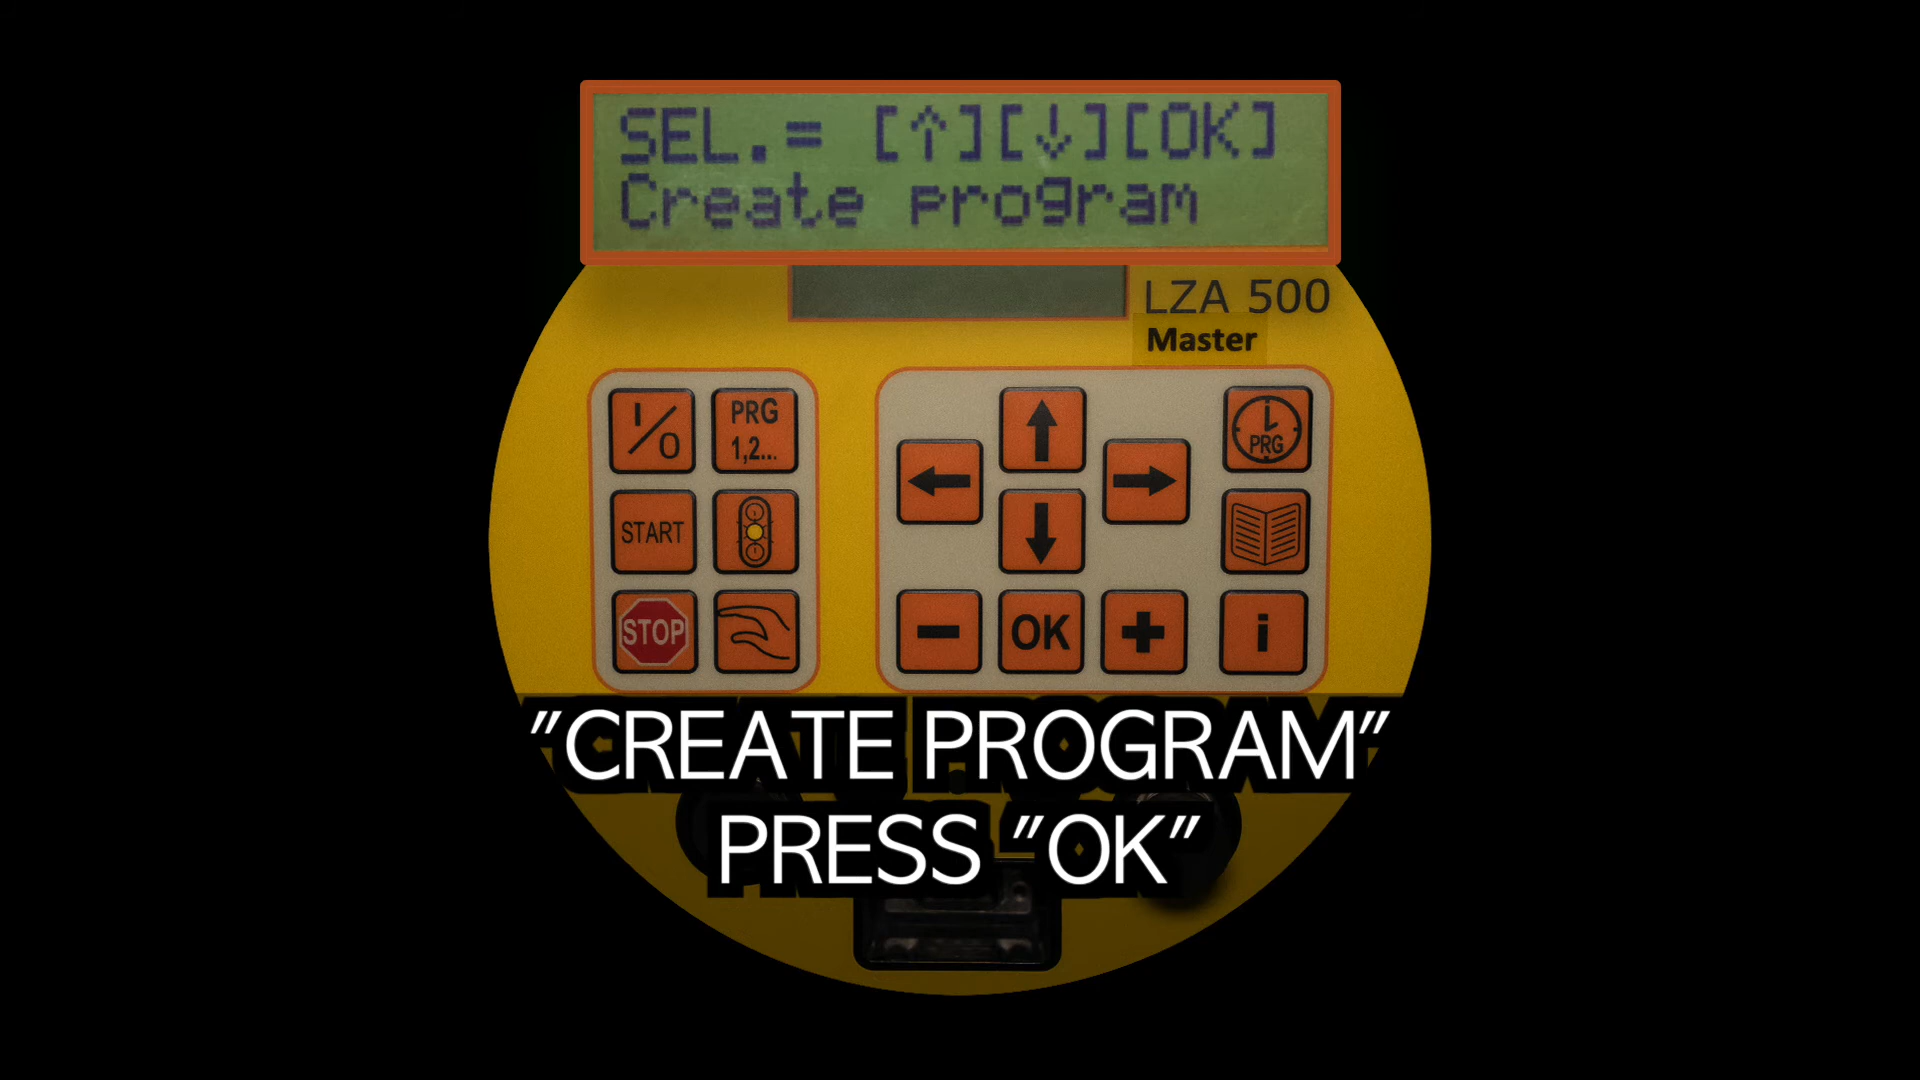 SEL.= [↑][↓][OK]
Create program
LZA 500
Master
I/O
PRG
1,2...
PRG
START
STOP
OK
i
"CREATE PROGRAM"
PRESS "OK"